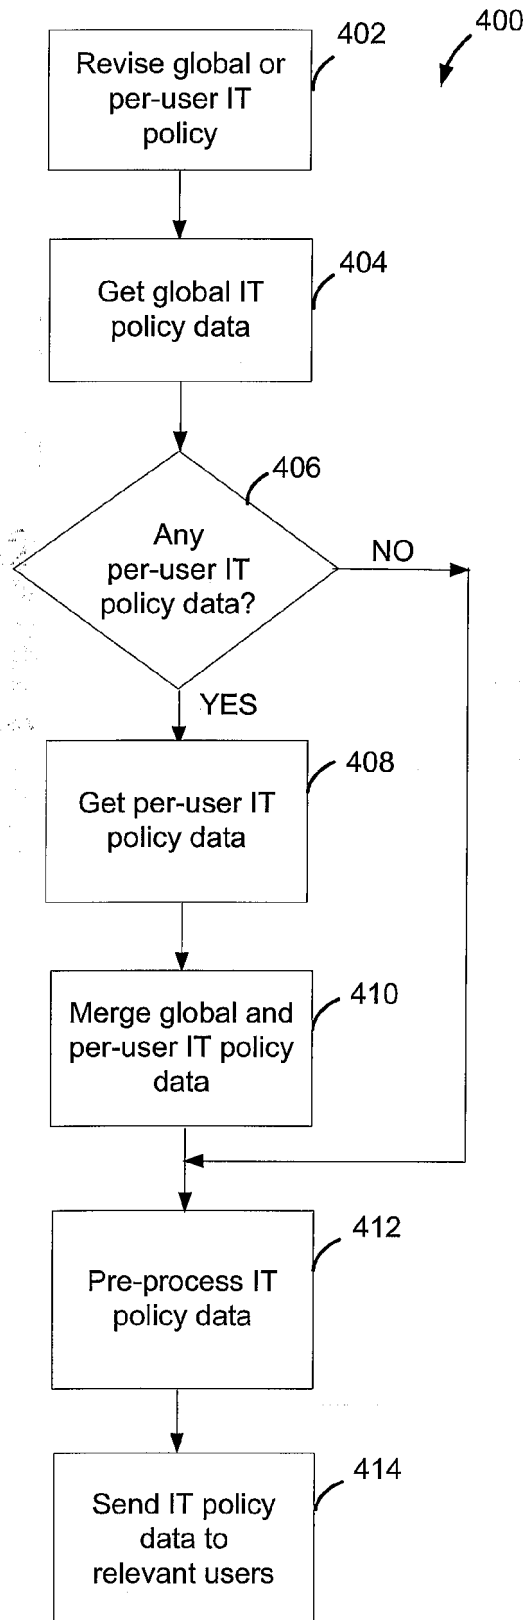 400
402
Revise global or
per-user IT
policy
404
Get global IT
policy data
406
Any
per-user IT
policy data?
NO
YES
408
Get per-user IT
policy data
410
Merge global and
per-user IT policy
data
412
Pre-process IT
policy data
414
Send IT policy
data to
relevant users